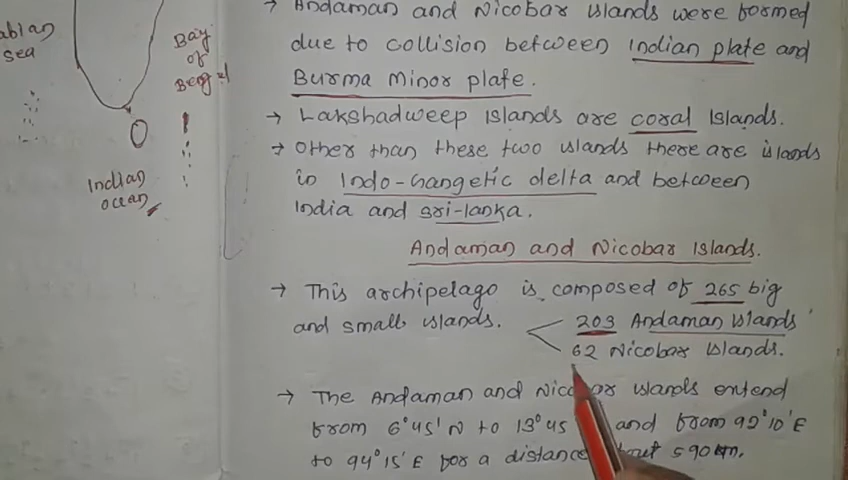 abian
sea
Bay
of
Beng
Indian
ocean
→ Andaman and Nicobar islands were formed
due to collision between Indian plate and
Burma Minor plate.
→ Lakshadweep Islands are coral Islands.
→ Other than these two islands there are islands
in Indo-Gangetic delta and between
India and Sri-lanka.
Andaman and Nicobar Islands.
→ This archipelago is composed of 265 big
and small islands. < 203 Andaman islands
62 Nicobar islands.
→ The Andaman and Nicobar islands extend
from 6°45'N to 13°45 and from 92°10'E
to 94°15'E for a distance 590 km.